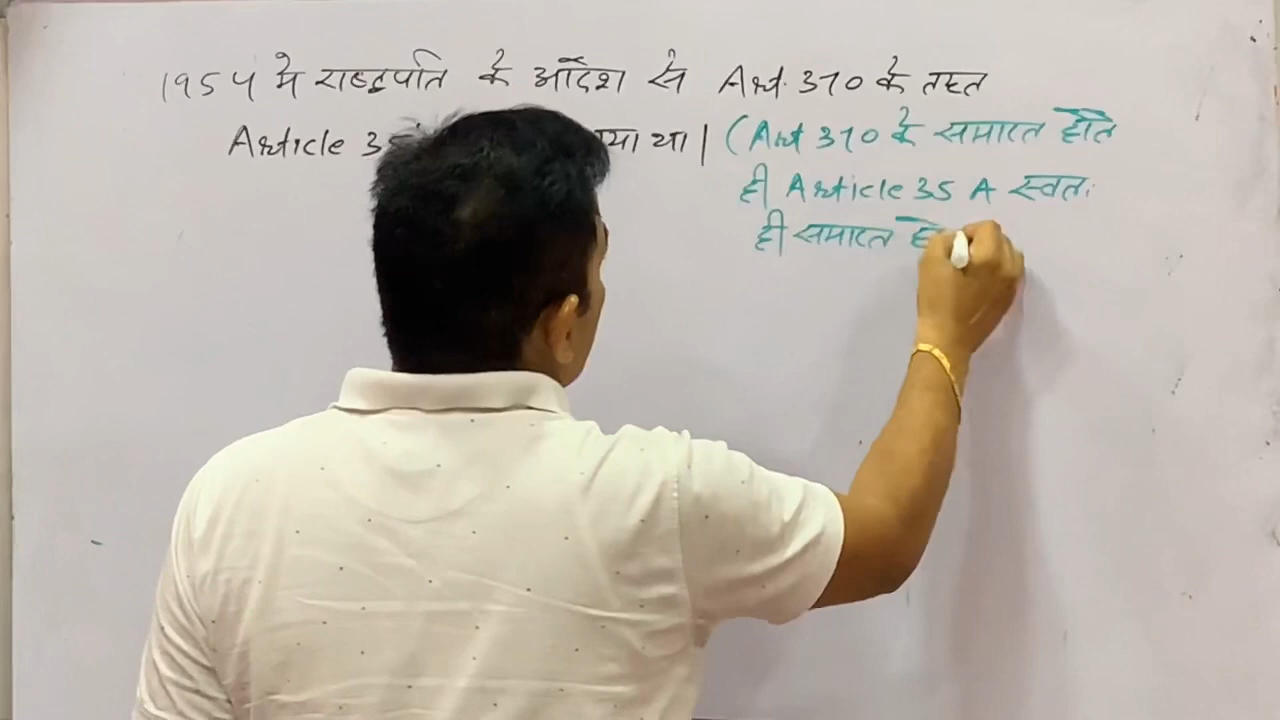 1954 मे राष्ट्रपति के आदेश से Art. 370 के तहत
Article 35 या था | (Art 370 के समाप्त होते
ही Article 35 A स्वतः
ही समाप्त